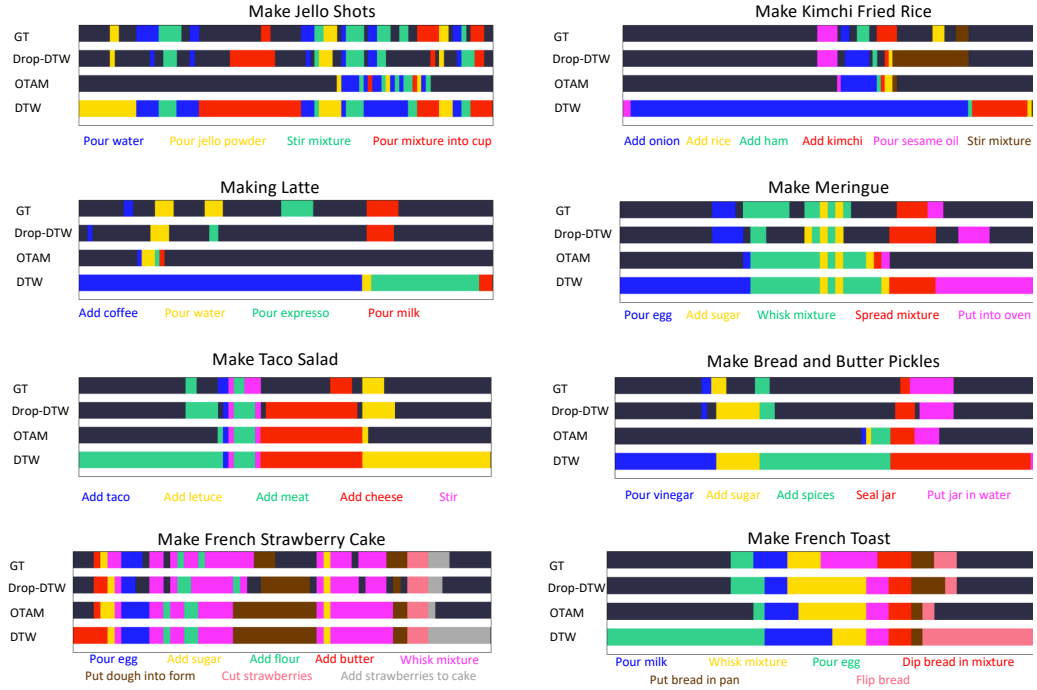 Make Jello Shots
GT
Drop-DTW
OTAM
DTW
Pour water Pour jello powder Stir mixture Pour mixture into cup
Make Kimchi Fried Rice
GT
Drop-DTW
OTAM
DTW
Add onion Add rice Add ham Add kimchi Pour sesame oil Stir mixture
Making Latte
GT
Drop-DTW
OTAM
DTW
Add coffee Pour water Pour expresso Pour milk
Make Meringue
GT
Drop-DTW
OTAM
DTW
Pour egg Add sugar Whisk mixture Spread mixture Put into oven
Make Taco Salad
GT
Drop-DTW
OTAM
DTW
Add taco Add letuce Add meat Add cheese Stir
Make Bread and Butter Pickles
GT
Drop-DTW
OTAM
DTW
Pour vinegar Add sugar Add spices Seal jar Put jar in water
Make French Strawberry Cake
GT
Drop-DTW
OTAM
DTW
Pour egg Add sugar Add flour Add butter Whisk mixture
Put dough into form Cut strawberries Add strawberries to cake
Make French Toast
GT
Drop-DTW
OTAM
DTW
Pour milk Whisk mixture Pour egg Dip bread in mixture
Put bread in pan Flip bread